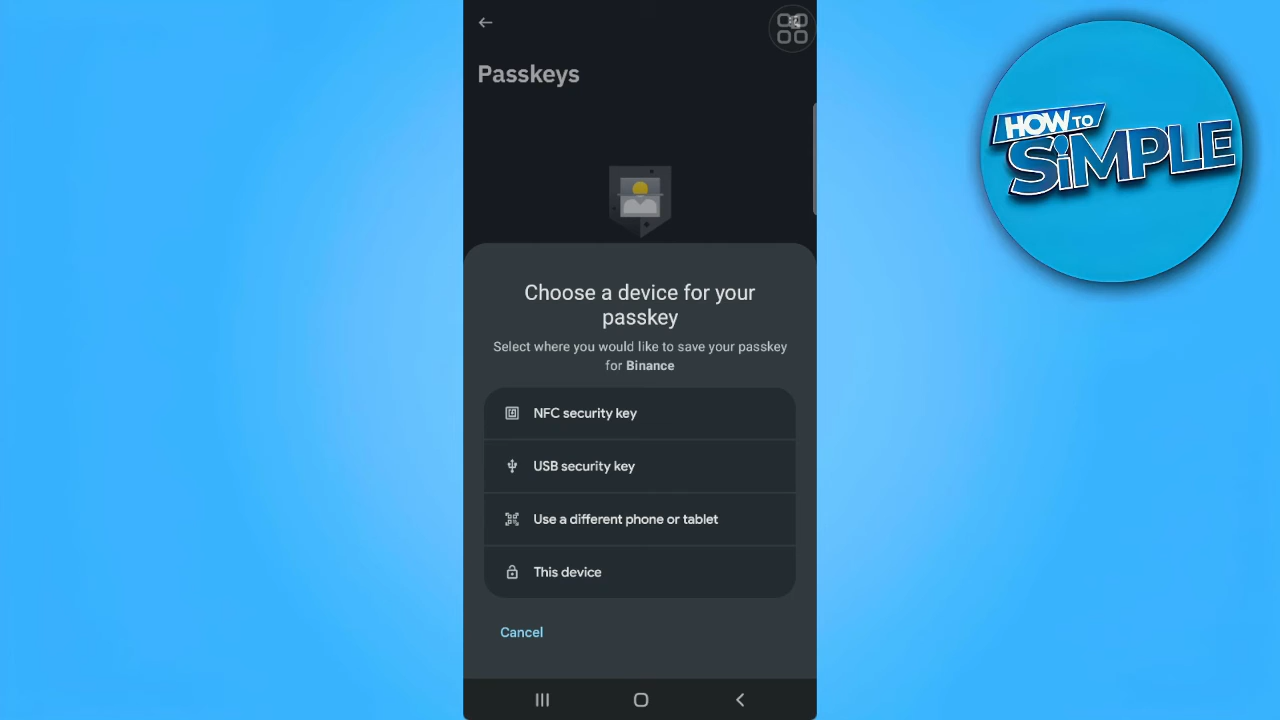 Passkeys
HOW TO
SIMPLE
Choose a device for your
passkey
Select where you would like to save your passkey
for Binance
NFC security key
USB security key
Use a different phone or tablet
This device
Cancel